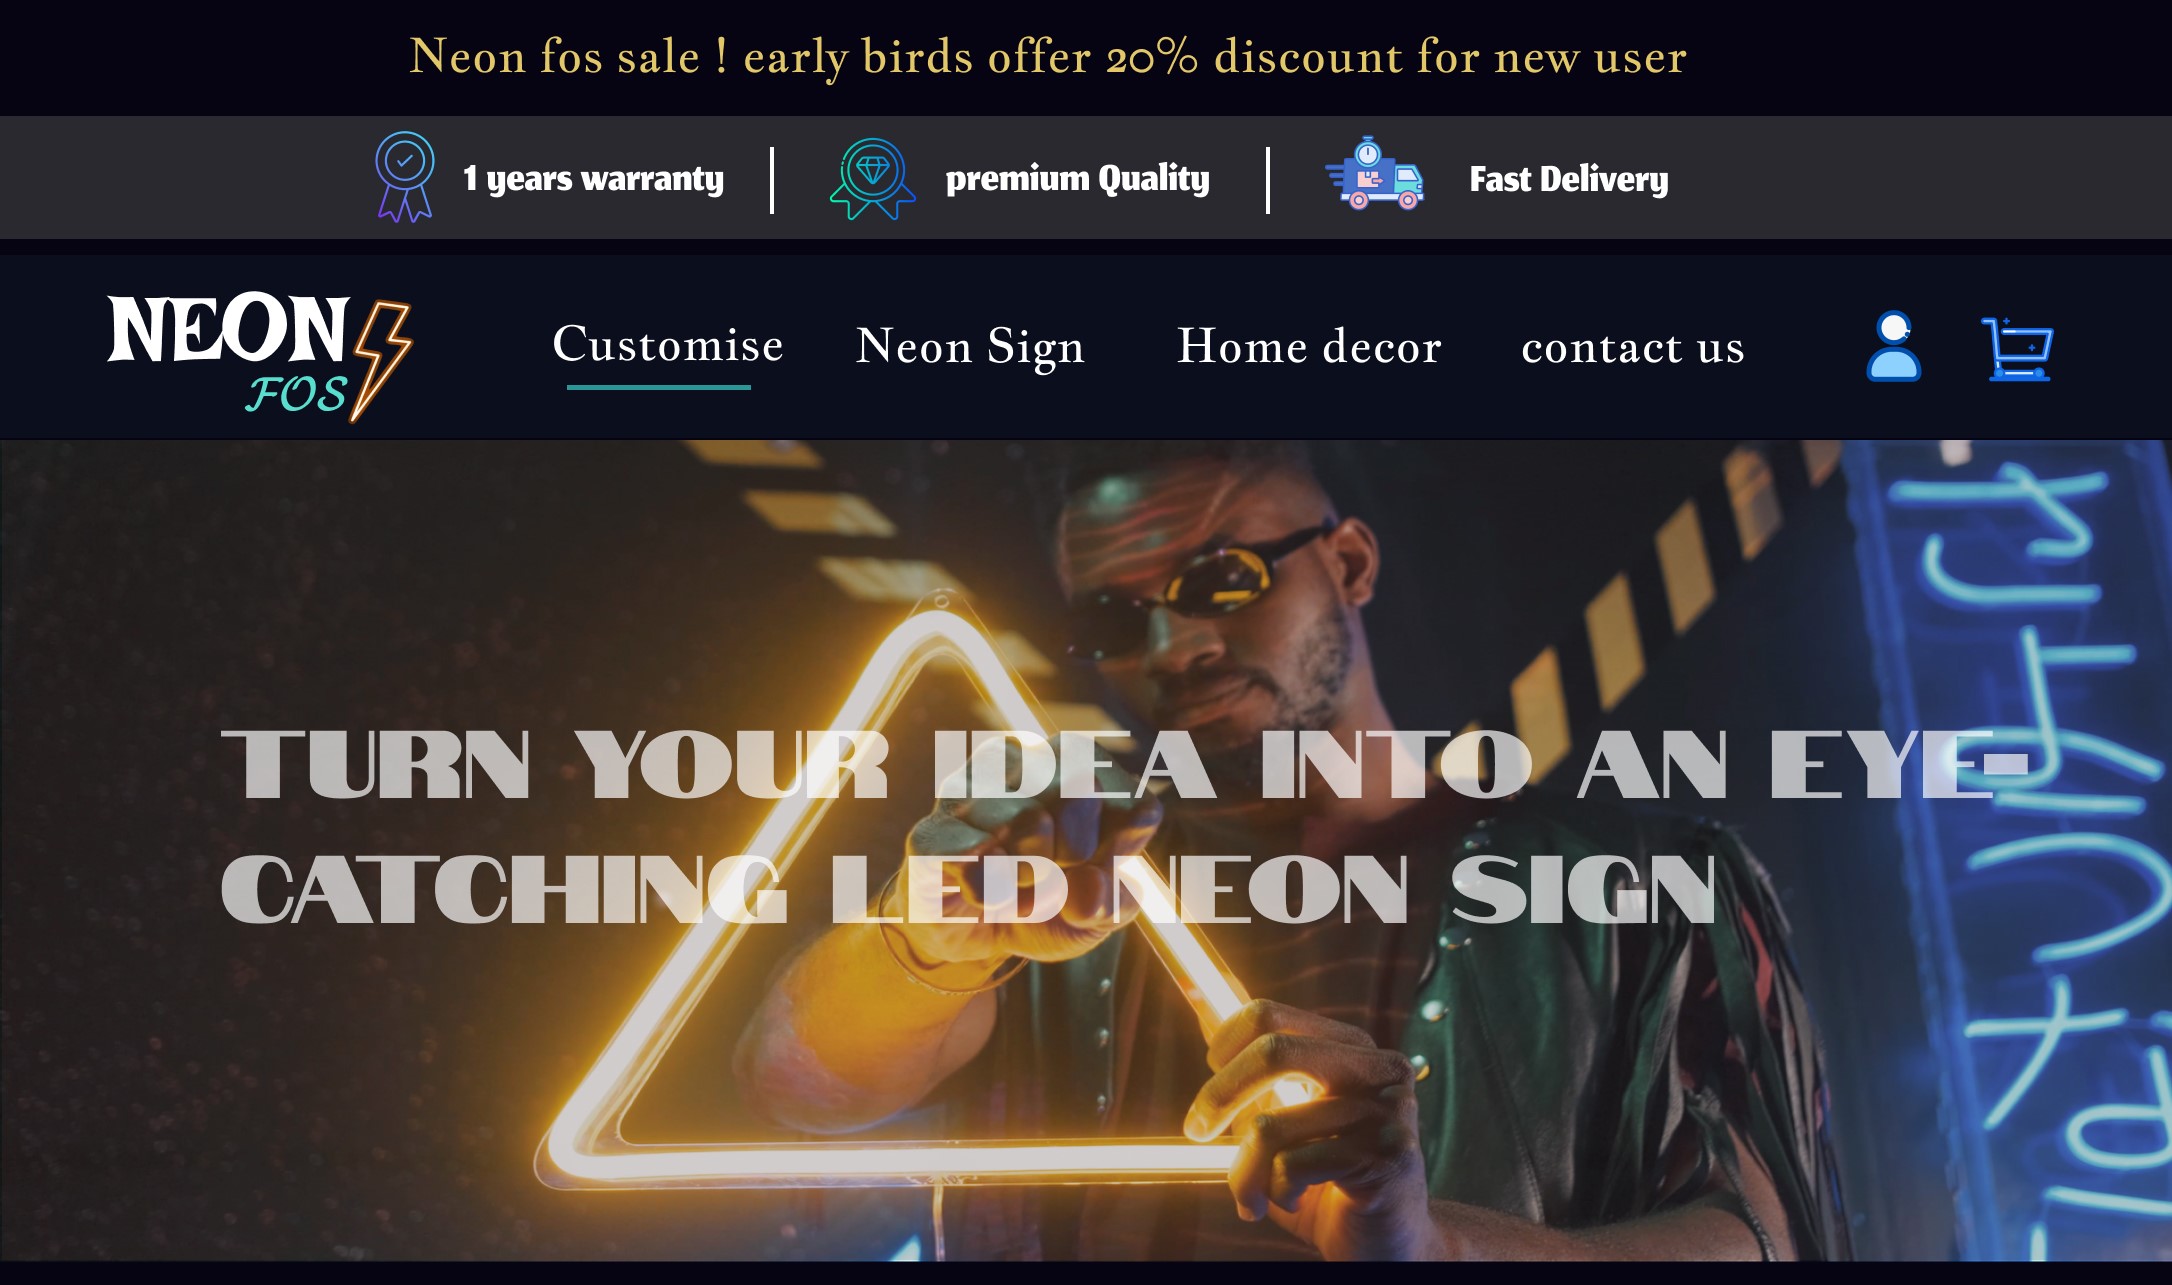 Neon fos sale ! early birds offer 20% discount for new user
1 years warranty
premium Quality
Fast Delivery
NEON
FOS
Customise
Neon Sign
Home decor
contact us
TURN YOUR IDEA INTO AN EYE-
CATCHING LED NEON SIGN